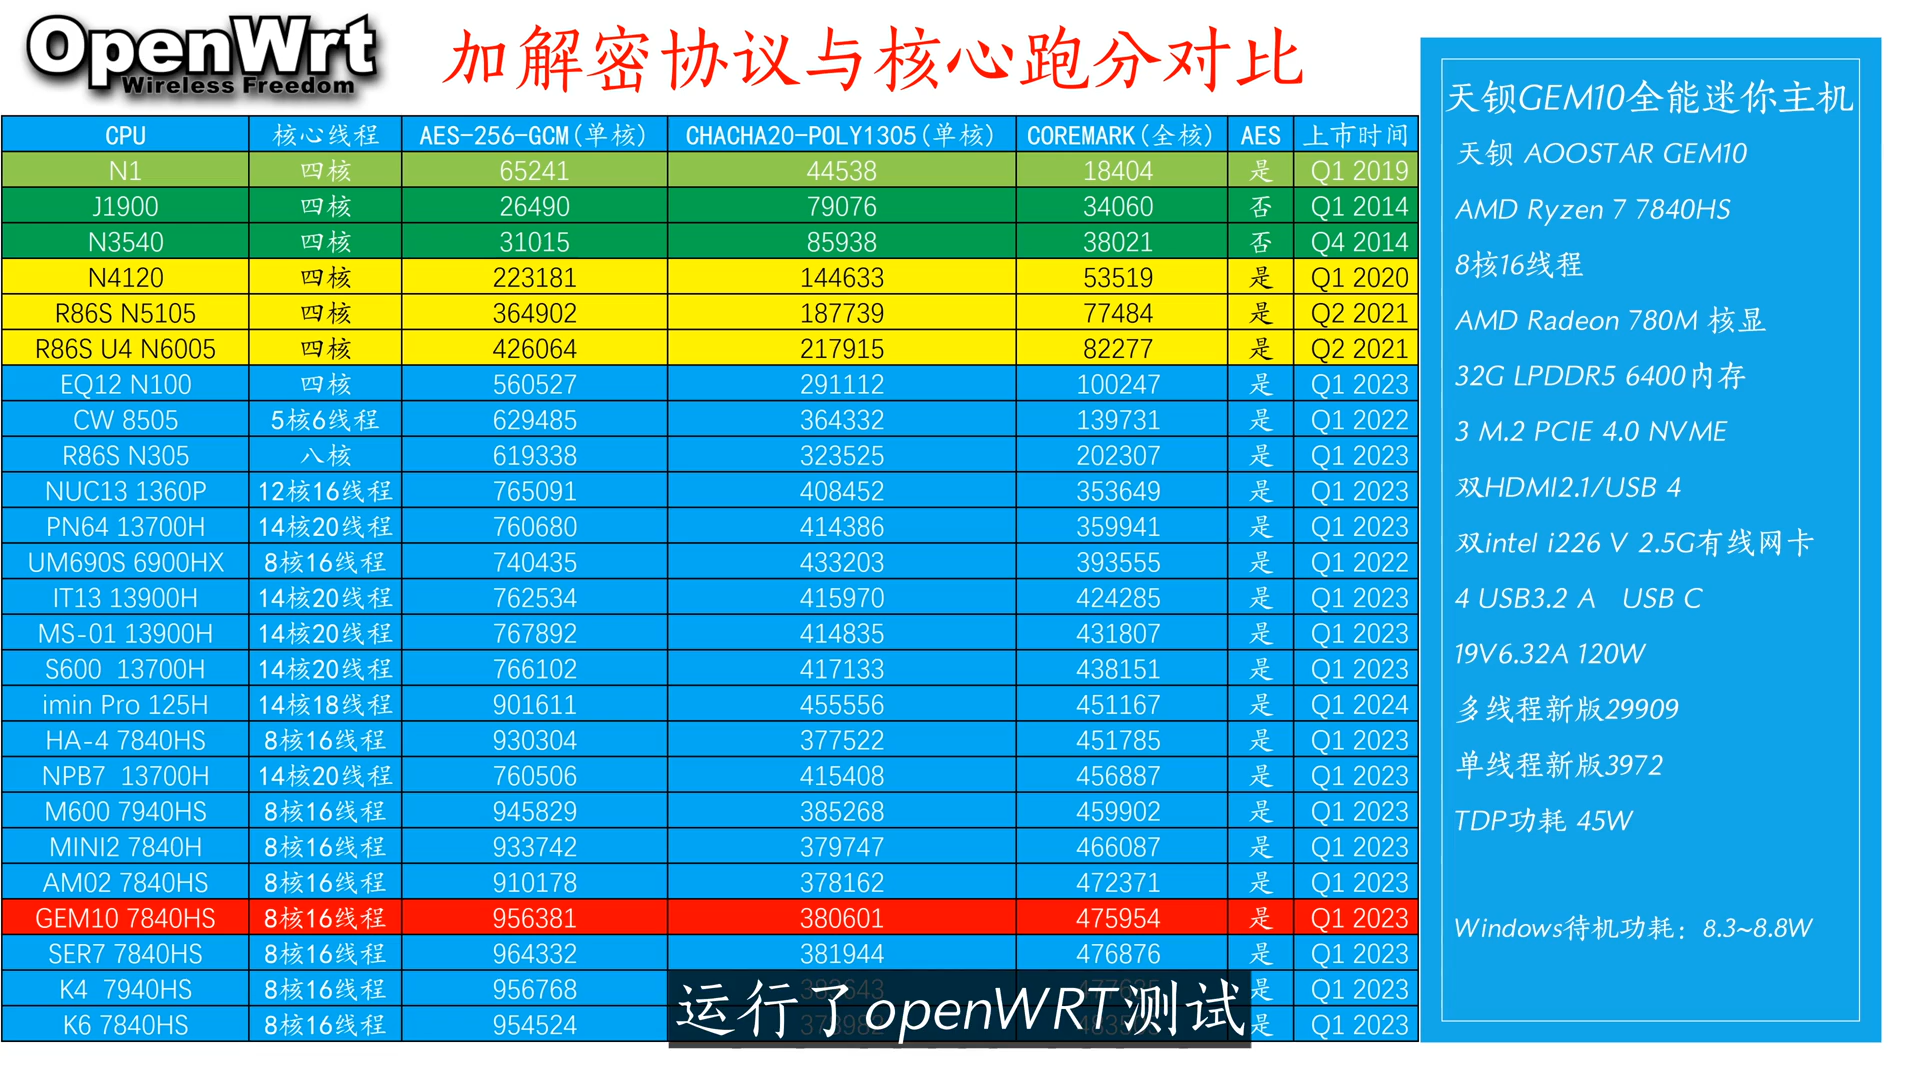 OpenWrt
Wireless Freedom
加解密协议与核心跑分对比
CPU 核心线程 AES-256-GCM(单核) CHACHA20-POLY1305(单核) COREMARK(全核) AES 上市时间
N1 四核 65241 44538 18404 是 Q1 2019
J1900 四核 26490 79076 34060 否 Q1 2014
N3540 四核 31015 85938 38021 否 Q4 2014
N4120 四核 223181 144633 53519 是 Q1 2020
R86S N5105 四核 364902 187739 77484 是 Q2 2021
R86S U4 N6005 四核 426064 217915 82277 是 Q2 2021
EQ12 N100 四核 560527 291112 100247 是 Q1 2023
CW 8505 5核6线程 629485 364332 139731 是 Q1 2022
R86S N305 八核 619338 323525 202307 是 Q1 2023
NUC13 1360P 12核16线程 765091 408452 353649 是 Q1 2023
PN64 13700H 14核20线程 760680 414386 359941 是 Q1 2023
UM690S 6900HX 8核16线程 740435 433203 393555 是 Q1 2022
IT13 13900H 14核20线程 762534 415970 424285 是 Q1 2023
MS-01 13900H 14核20线程 767892 414835 431807 是 Q1 2023
S600 13700H 14核20线程 766102 417133 438151 是 Q1 2023
imin Pro 125H 14核18线程 901611 455556 451167 是 Q1 2024
HA-4 7840HS 8核16线程 930304 377522 451785 是 Q1 2023
NPB7 13700H 14核20线程 760506 415408 456887 是 Q1 2023
M600 7940HS 8核16线程 945829 385268 459902 是 Q1 2023
MINI2 7840H 8核16线程 933742 379747 466087 是 Q1 2023
AM02 7840HS 8核16线程 910178 378162 472371 是 Q1 2023
GEM10 7840HS 8核16线程 956381 380601 475954 是 Q1 2023
SER7 7840HS 8核16线程 964332 381944 476876 是 Q1 2023
K4 7940HS 8核16线程 956768 是 Q1 2023
K6 7840HS 8核16线程 954524 是 Q1 2023
运行了openWRT测试
天钡GEM10全能迷你主机
天钡 AOOSTAR GEM10
AMD Ryzen 7 7840HS
8核16线程
AMD Radeon 780M 核显
32G LPDDR5 6400内存
3 M.2 PCIE 4.0 NVME
双HDMI2.1/USB 4
双intel i226 V 2.5G有线网卡
4 USB3.2 A USB C
19V6.32A 120W
多线程新版29909
单线程新版3972
TDP功耗 45W
Windows待机功耗：8.3~8.8W